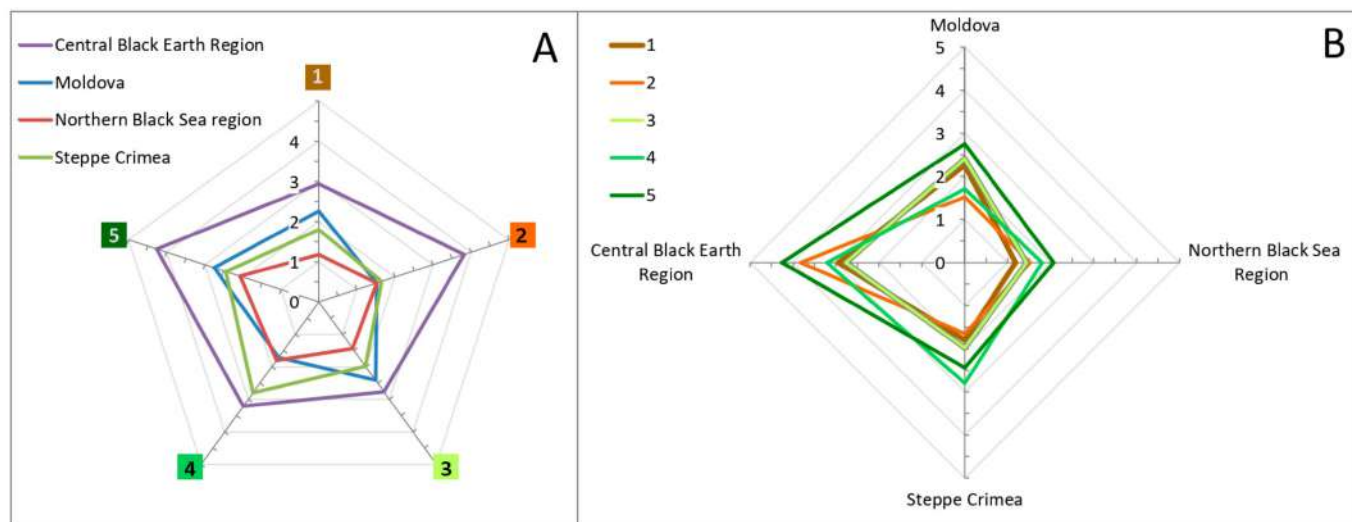 A
Central Black Earth Region
Moldova
Northern Black Sea region
Steppe Crimea
1
2
3
4
5
4
3
2
1
0
B
1
2
3
4
5
Moldova
Northern Black Sea
Region
Steppe Crimea
Central Black Earth
Region
5
4
3
2
1
0